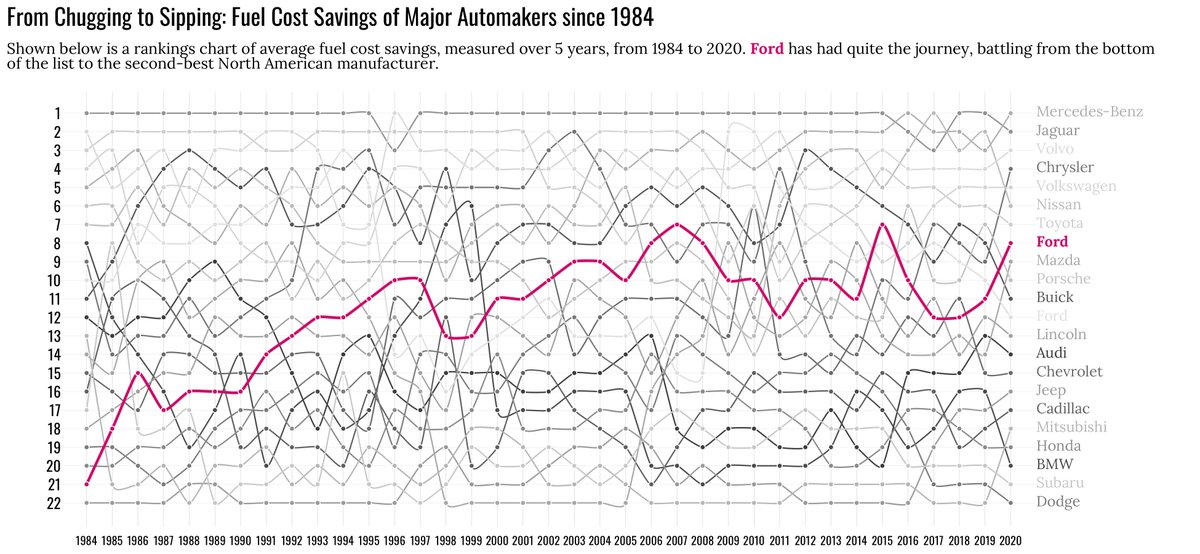 From Chugging to Sipping: Fuel Cost Savings of Major Automakers since 1984
Shown below is a rankings chart of average fuel cost savings, measured over 5 years, from 1984 to 2020. Ford has had quite the journey, battling from the bottom
of the list to the second-best North American manufacturer.
1 Mercedes-Benz
2 Jaguar
3 Volvo
4 Chrysler
5 Volkswagen
6 Nissan
7 Toyota
8 Ford
9 Mazda
10 Porsche
11 Buick
12 Ford
13 Lincoln
14 Audi
15 Chevrolet
16 Jeep
17 Cadillac
18 Mitsubishi
19 Honda
20 BMW
21 Subaru
22 Dodge
1984 1985 1986 1987 1988 1989 1990 1991 1992 1993 1994 1995 1996 1997 1998 1999 2000 2001 2002 2003 2004 2005 2006 2007 2008 2009 2010 2011 2012 2013 2014 2015 2016 2017 2018 2019 2020